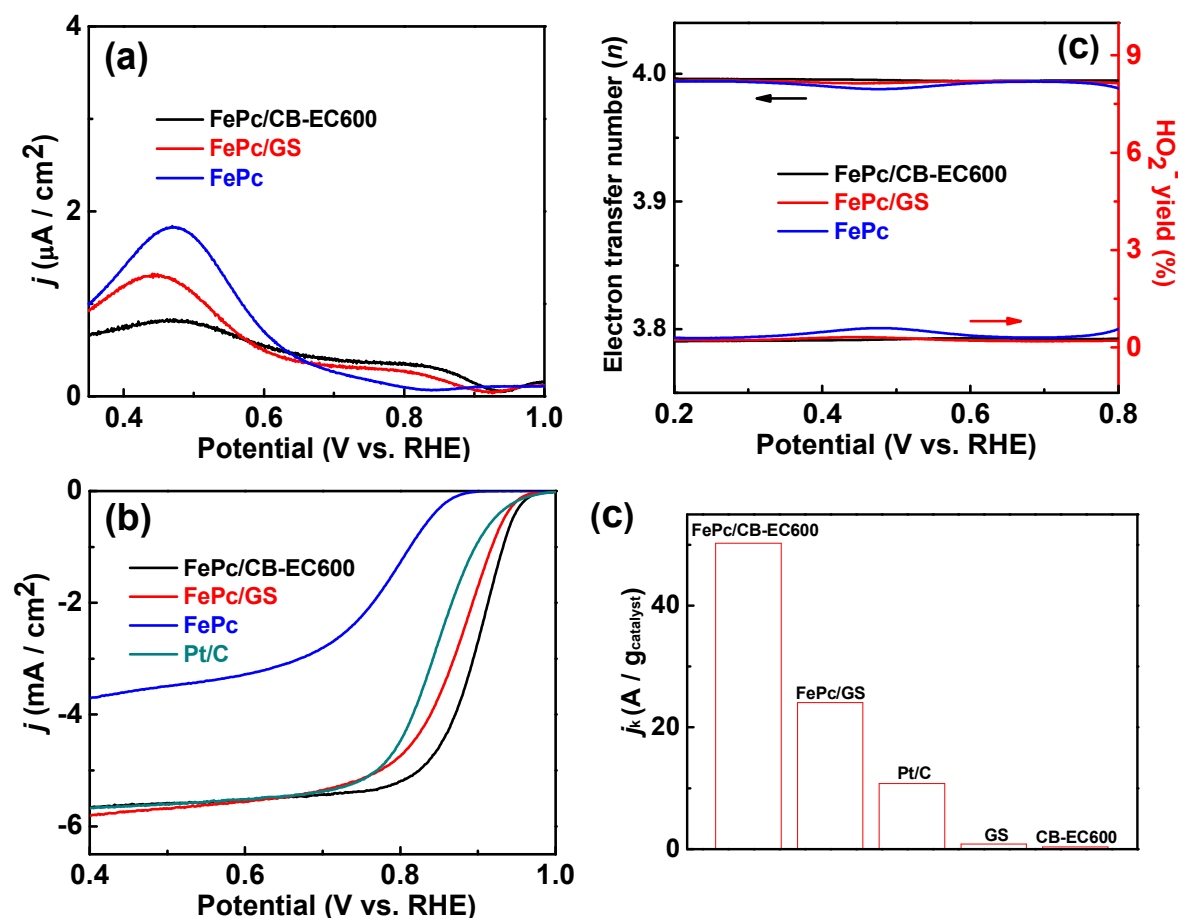 (a)
4
2
0
j (μA / cm²)
FePc/CB-EC600
FePc/GS
FePc
0.4 0.6 0.8 1.0
Potential (V vs. RHE)
(c)
4.0
3.9
3.8
Electron transfer number (n)
FePc/CB-EC600
FePc/GS
FePc
9
6
3
0
HO₂⁻ yield (%)
0.2 0.4 0.6 0.8
Potential (V vs. RHE)
(b)
0
-2
-4
-6
j (mA / cm²)
FePc/CB-EC600
FePc/GS
FePc
Pt/C
0.4 0.6 0.8 1.0
Potential (V vs. RHE)
(c)
40
20
0
jₖ (A / g_catalyst)
FePc/CB-EC600
FePc/GS
Pt/C
GS
CB-EC600